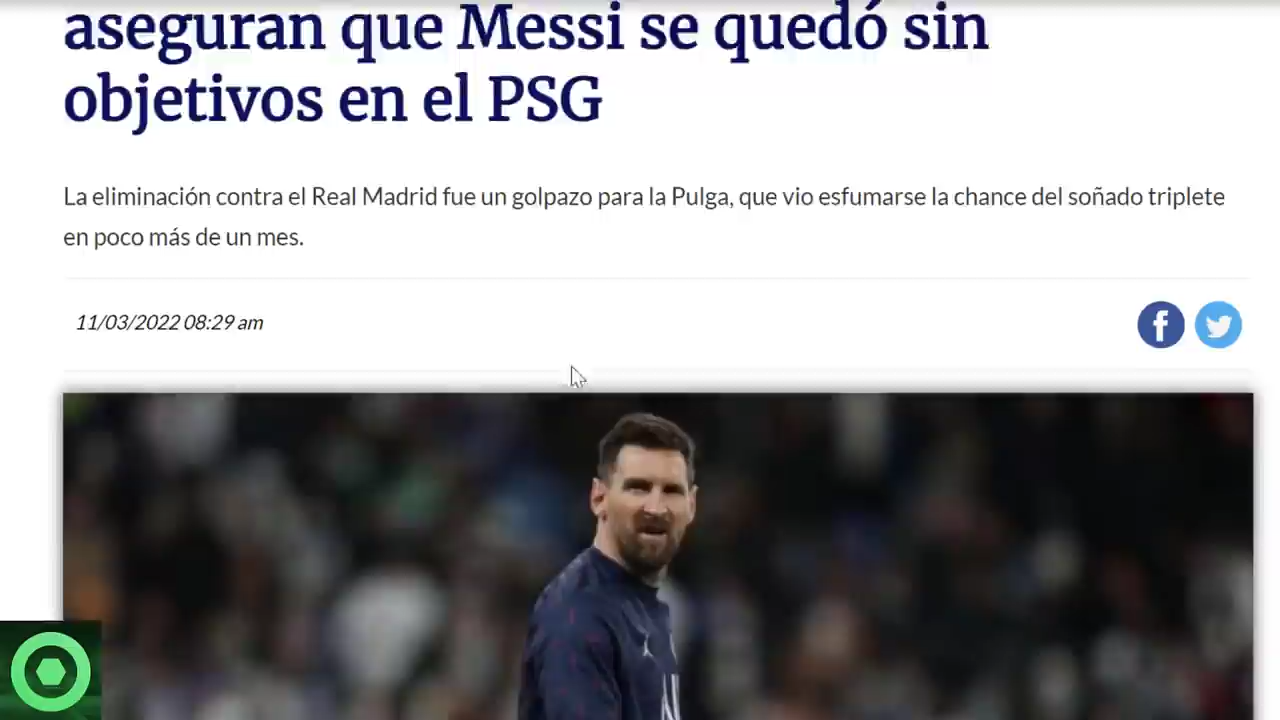 aseguran que Messi se quedó sin
objetivos en el PSG
La eliminación contra el Real Madrid fue un golpazo para la Pulga, que vio esfumarse la chance del soñado triplete
en poco más de un mes.
11/03/2022 08:29 am